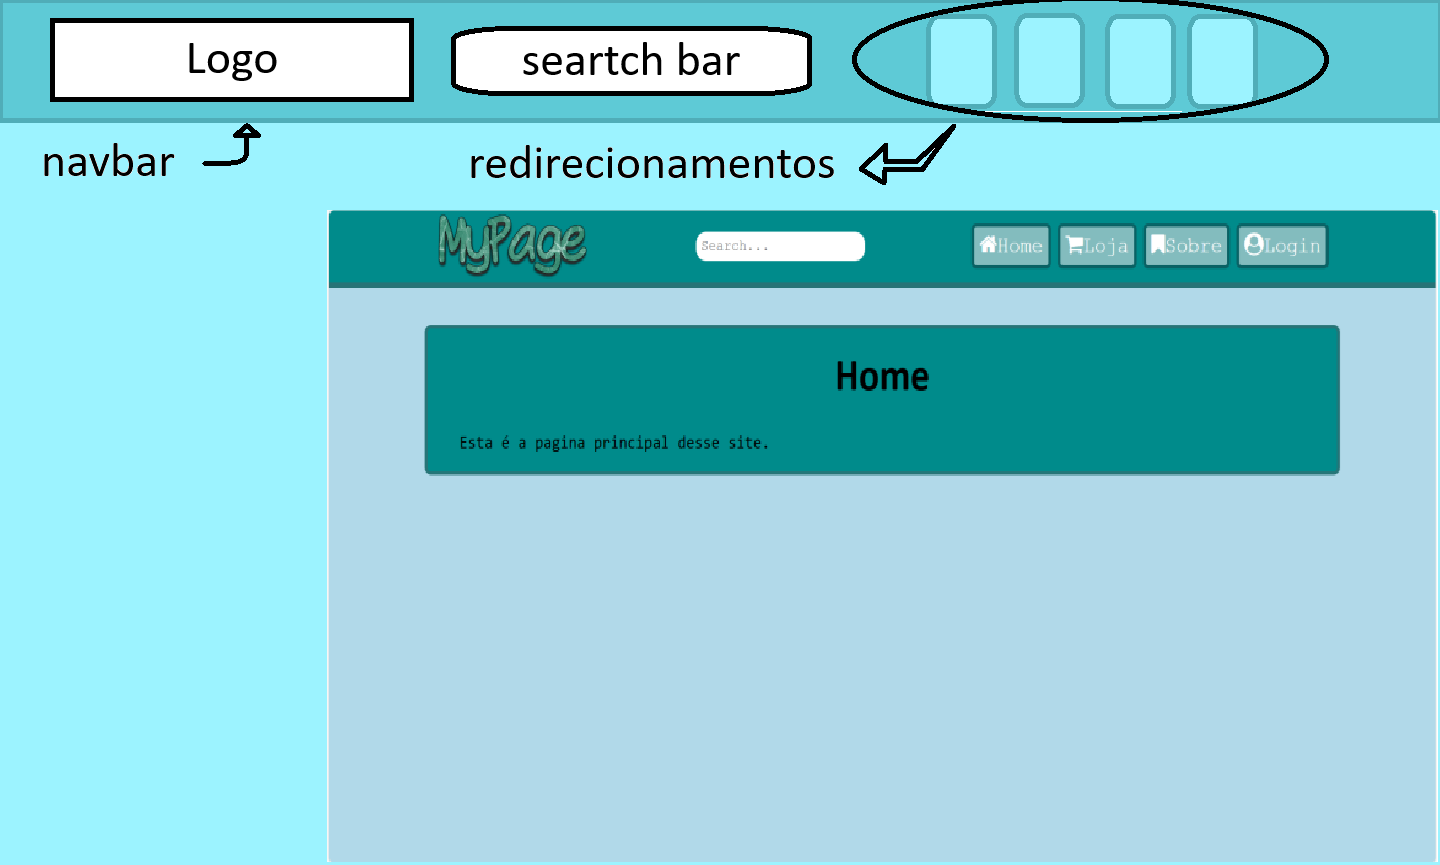 Logo
seartch bar
navbar
redirecionamentos
MyPage
Search...
Home
Loja
Sobre
Login
Home
Esta é a pagina principal desse site.